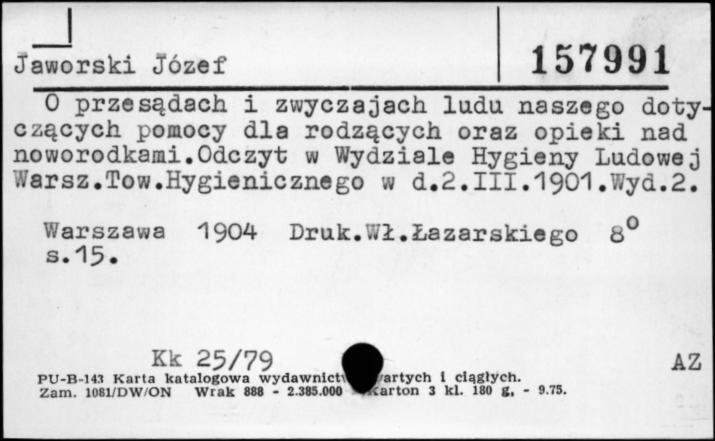 Jaworski Józef 157991
O przesądach i zwyczajach ludu naszego doty-
czących pomocy dla rodzących oraz opieki nad
noworodkami.Odczyt w Wydziale Hygieny Ludowej
Warsz.Tow.Hygienicznego w d.2.III.1901.Wyd.2.
Warszawa 1904 Druk.Wł.Łazarskiego 8°
s.15.
Kk 25/79 AZ
PU-B-143 Karta katalogowa i ciągłych.
Zam. 1081/DW/ON Wrak 888 - 2.385.000 Karton 3 kl. 180 g, - 9.75.